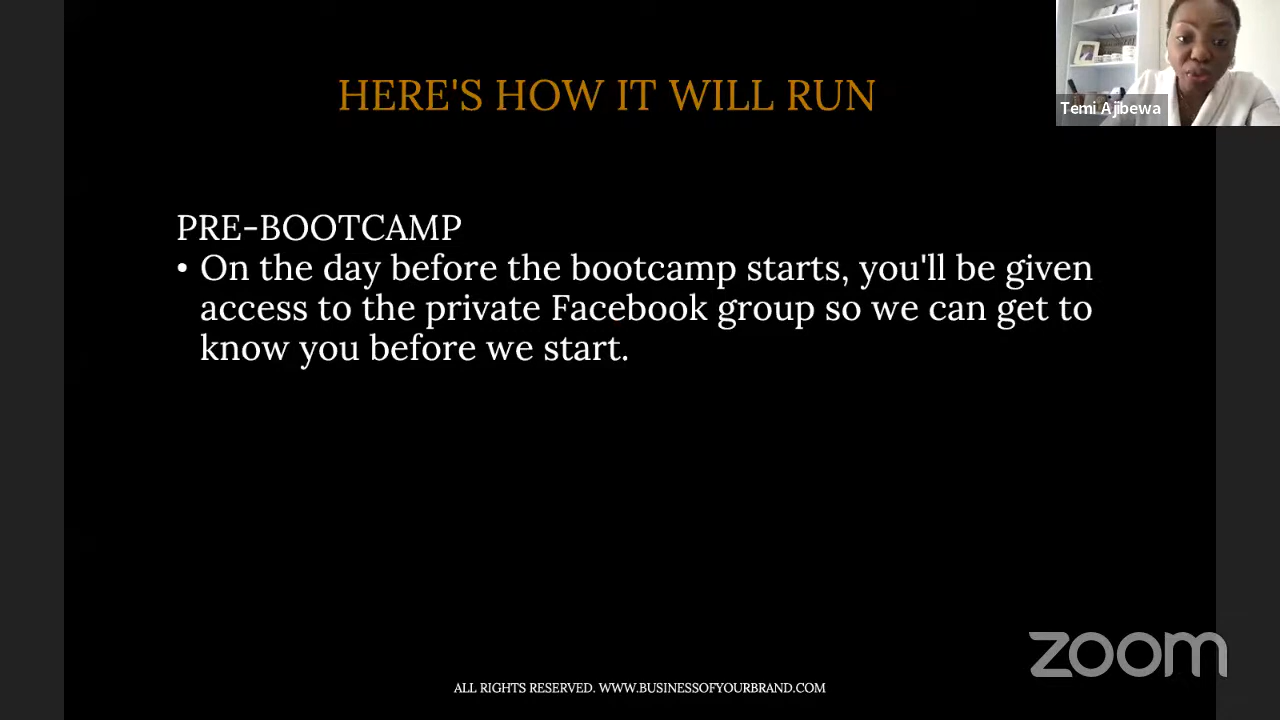 HERE'S HOW IT WILL RUN
Temi Ajibewa
PRE-BOOTCAMP
• On the day before the bootcamp starts, you'll be given
access to the private Facebook group so we can get to
know you before we start.
zoom
ALL RIGHTS RESERVED. WWW.BUSINESSOFYOURBRAND.COM